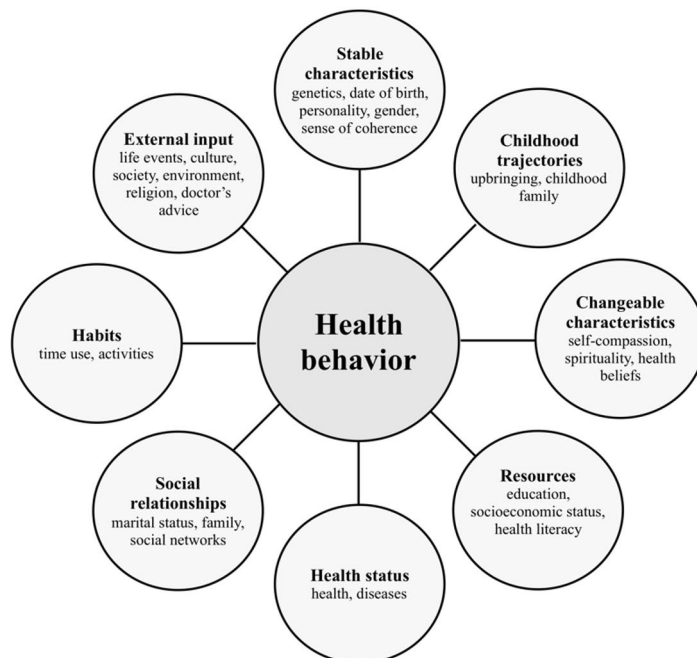 Stable
characteristics
genetics, date of birth,
personality, gender,
sense of coherence
External input
life events, culture,
society, environment,
religion, doctor's
advice
Childhood
trajectories
upbringing, childhood
family
Health
behavior
Habits
time use, activities
Changeable
characteristics
self-compassion,
spirituality, health
beliefs
Social
relationships
marital status, family,
social networks
Resources
education,
socioeconomic status,
health literacy
Health status
health, diseases